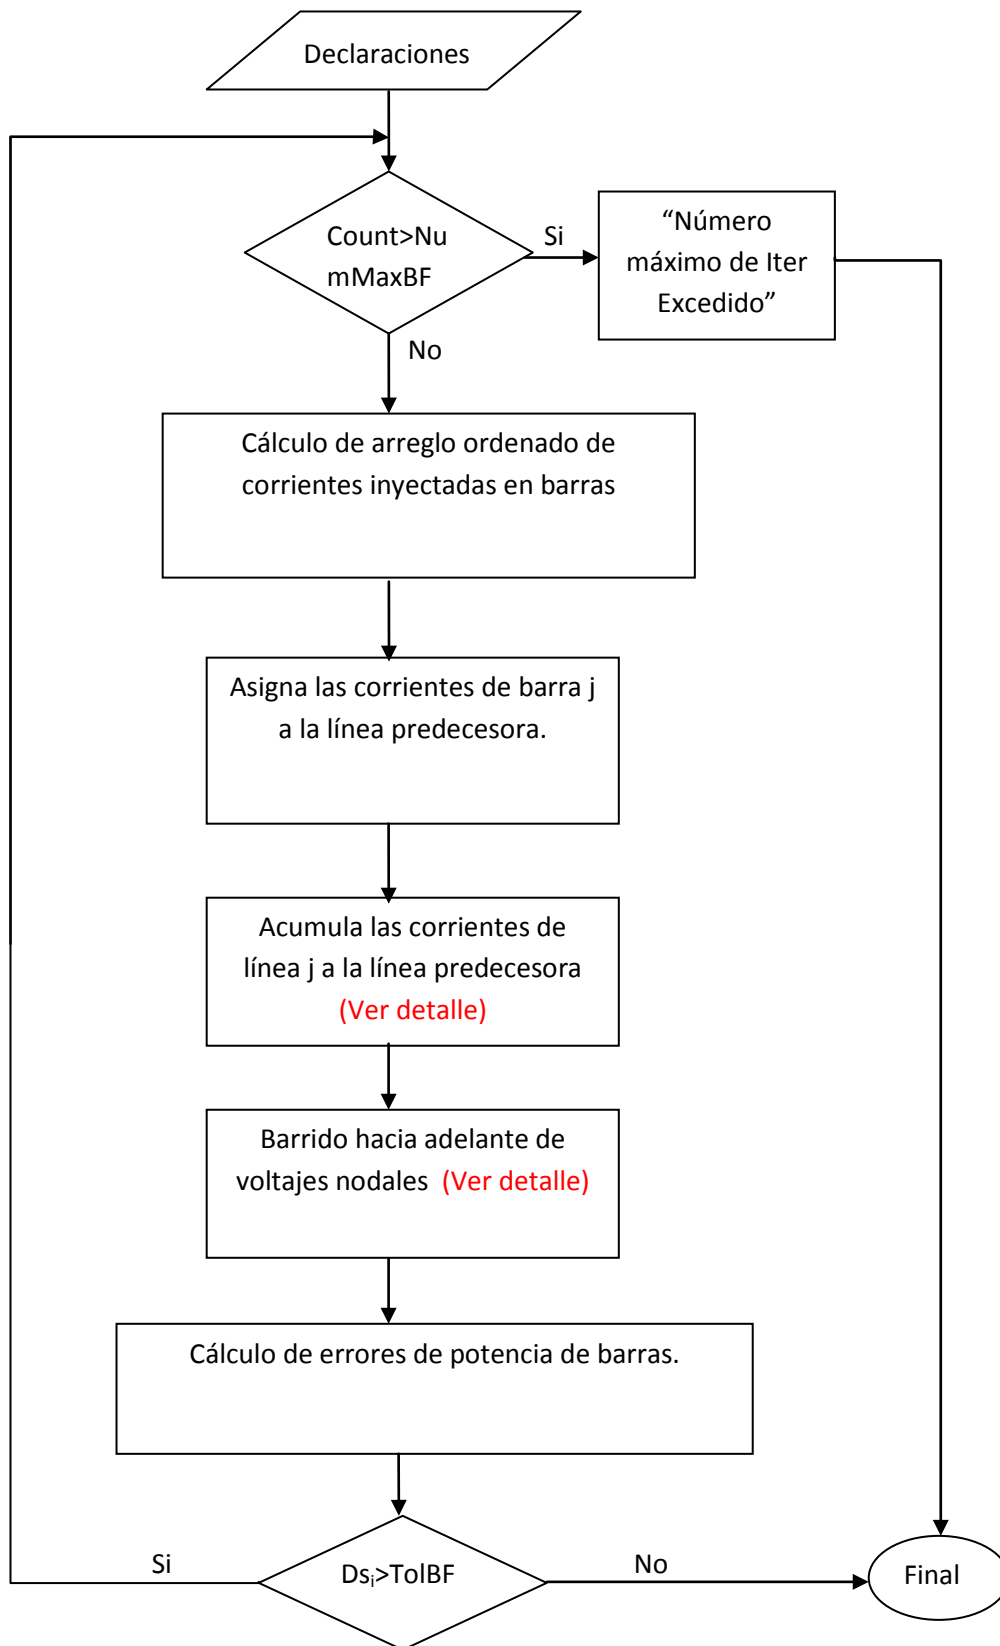 Declaraciones
Count>Nu
mMaxBF
Si
“Número
máximo de Iter
Excedido”
No
Cálculo de arreglo ordenado de
corrientes inyectadas en barras
Asigna las corrientes de barra j
a la línea predecesora.
Acumula las corrientes de
línea j a la línea predecesora
(Ver detalle)
Barrido hacia adelante de
voltajes nodales (Ver detalle)
Cálculo de errores de potencia de barras.
Si
Dsᵢ>TolBF
No
Final